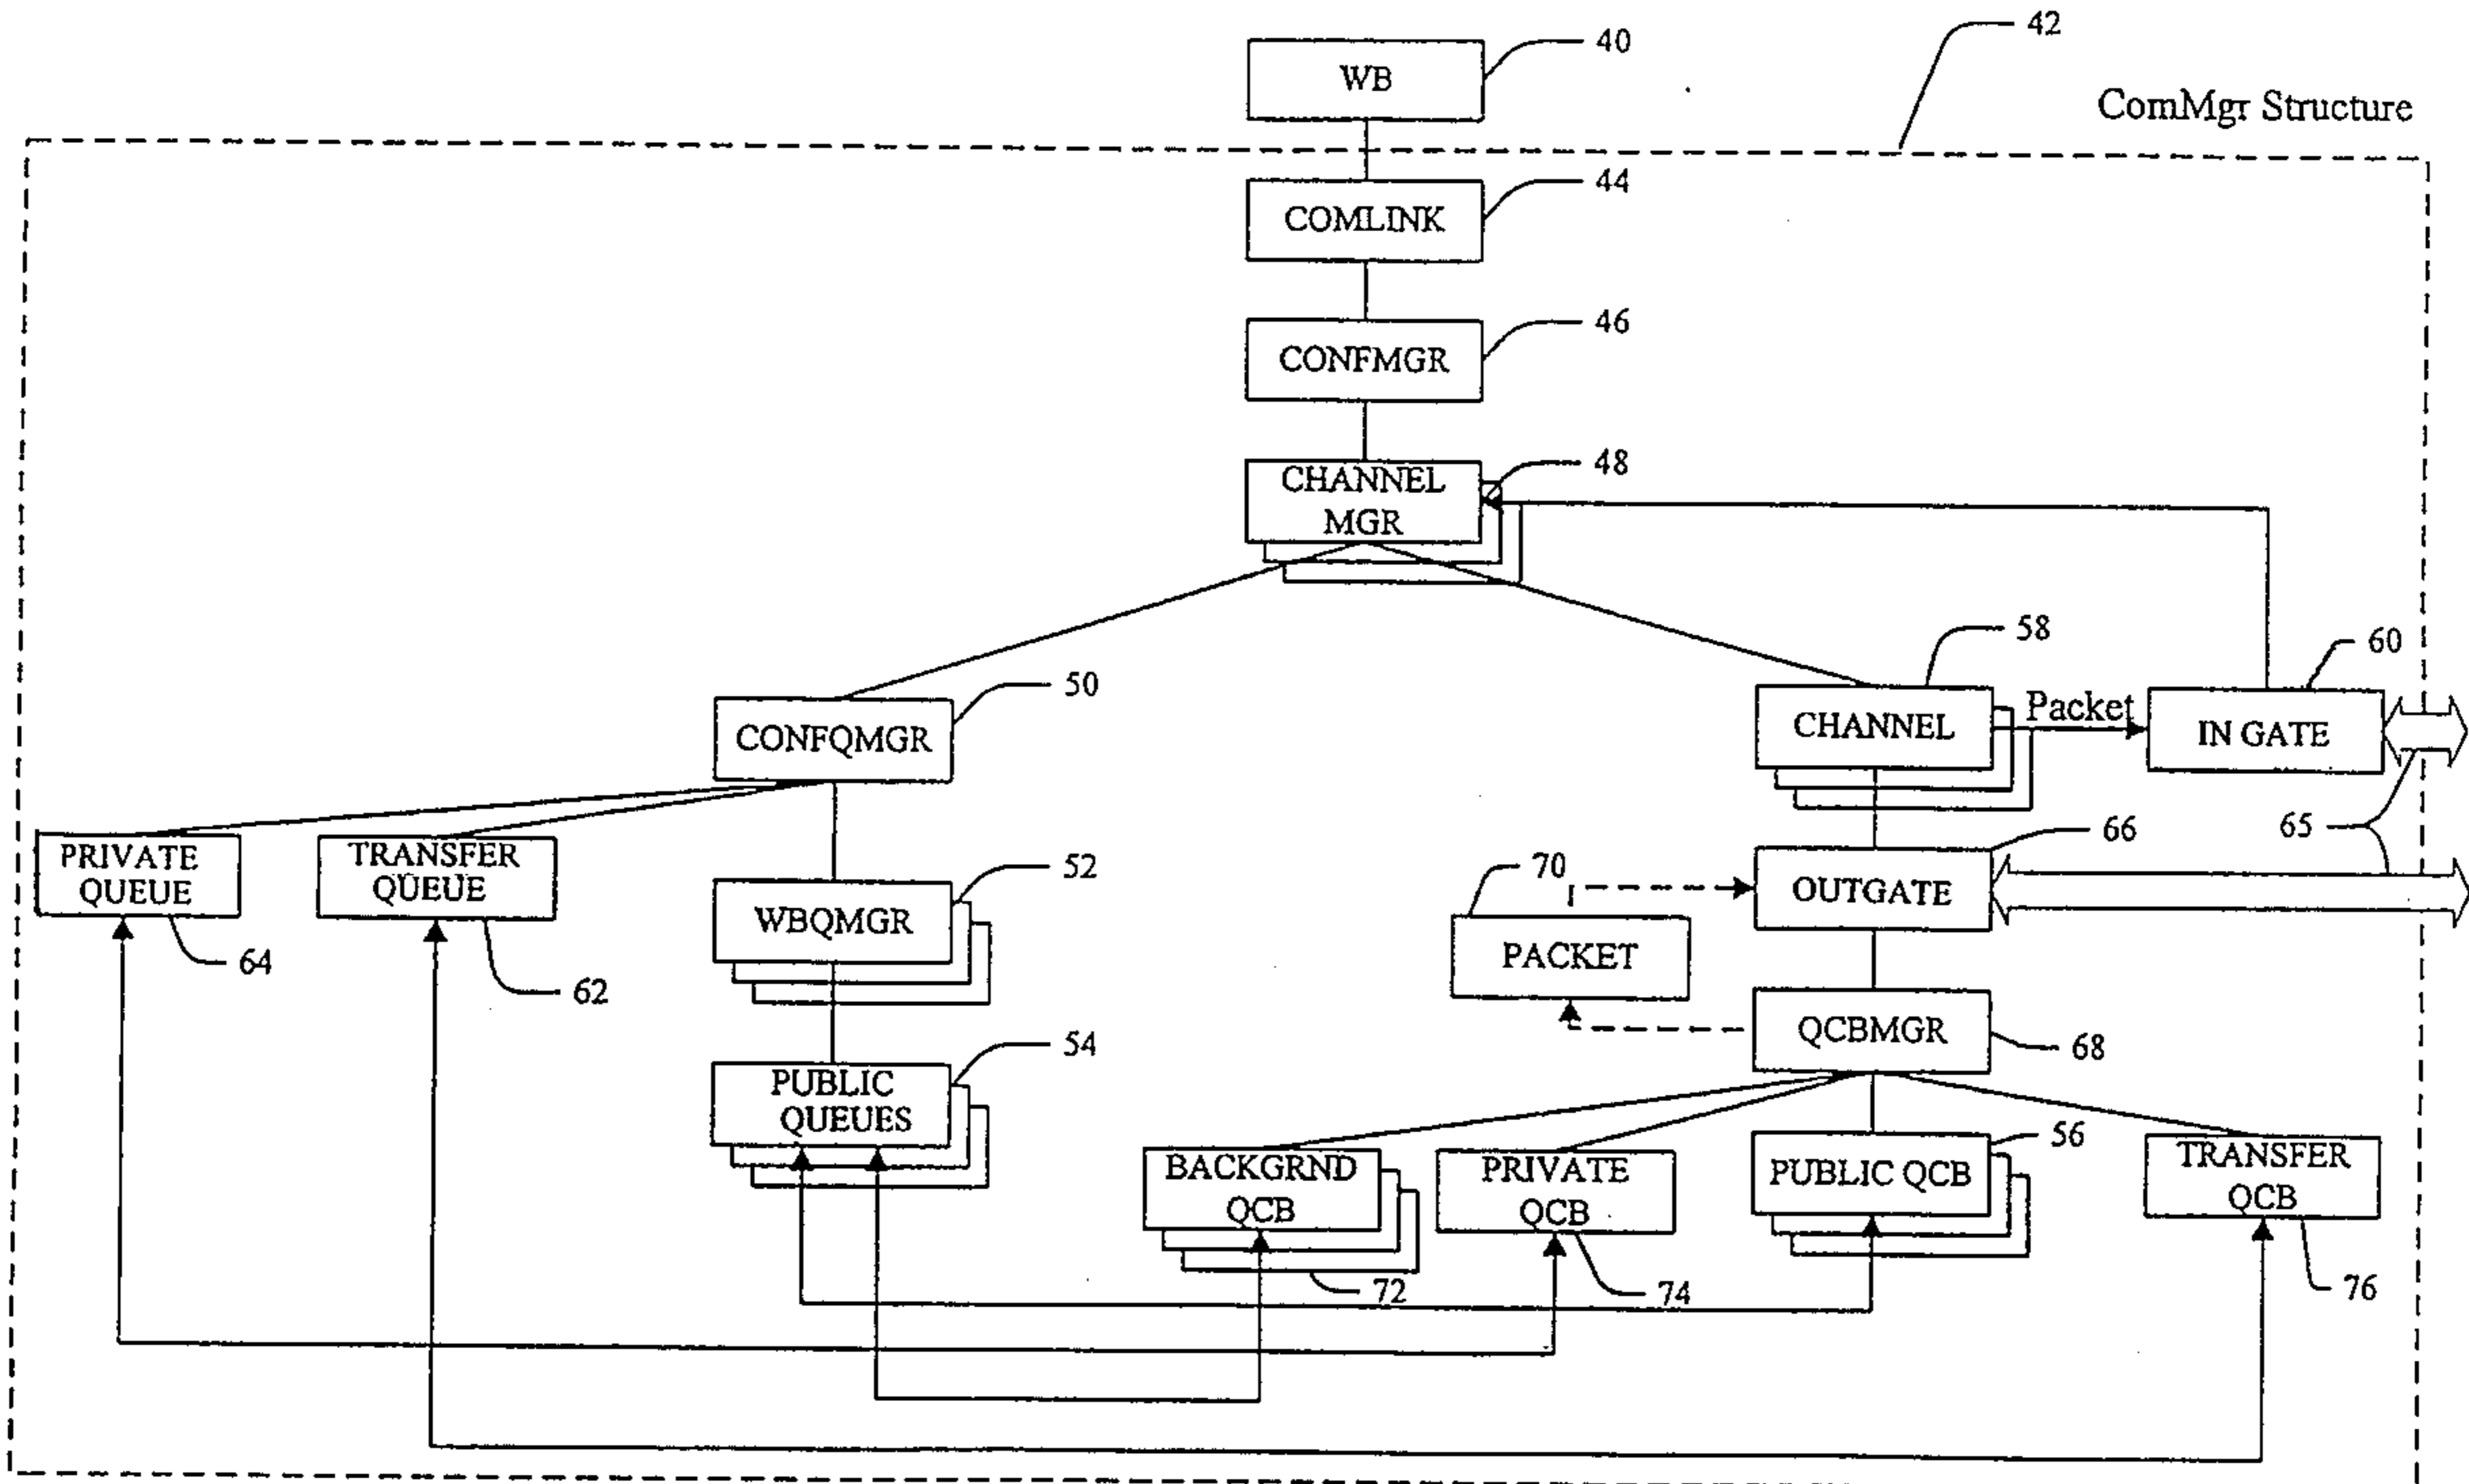 40
42
WB
ComMgr Structure
44
COMLINK
46
CONFMGR
48
CHANNEL
MGR
58
60
50
CONFQMGR
CHANNEL
Packet
IN GATE
PRIVATE
QUEUE
TRANSFER
QUEUE
52
WBQMGR
66
65
70
OUTGATE
64
62
PACKET
54
PUBLIC
QUEUES
QCBMGR
68
56
BACKGRND
QCB
PRIVATE
QCB
PUBLIC QCB
TRANSFER
QCB
72
74
76